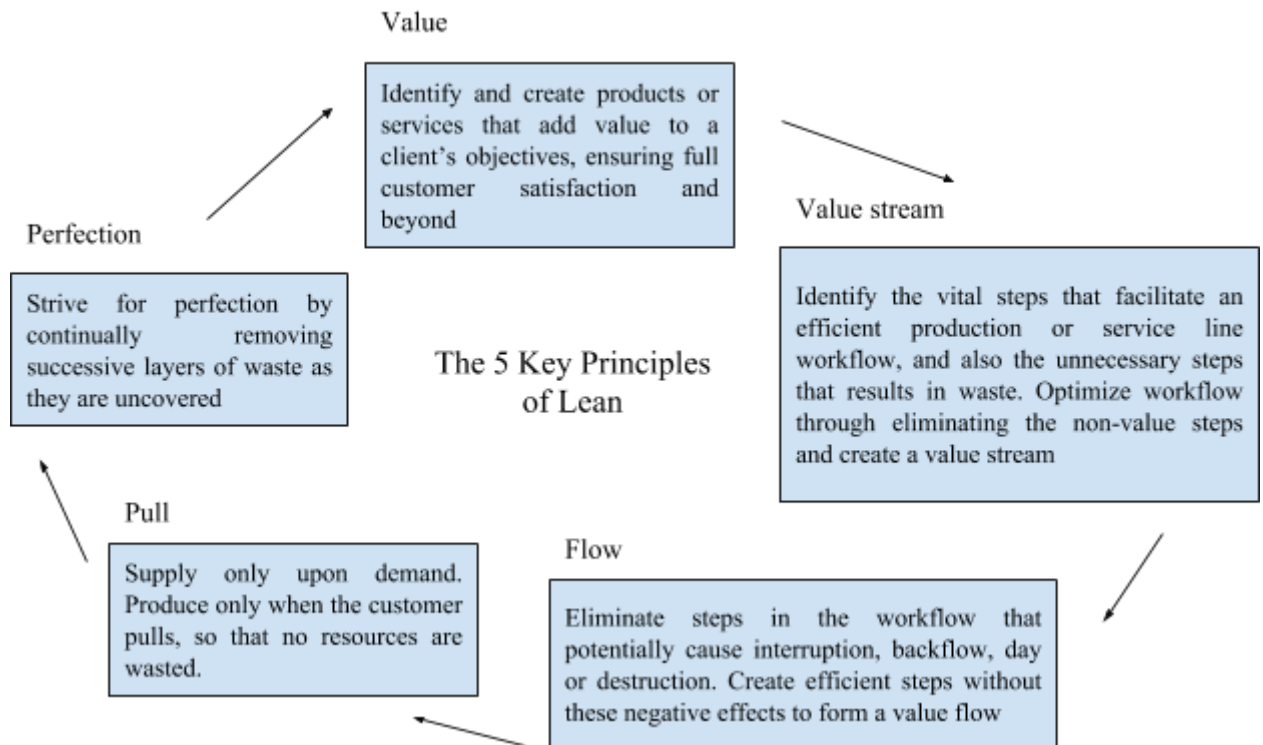 Value
Identify and create products or
services that add value to a
client's objectives, ensuring full
customer satisfaction and
beyond
Value stream
Identify the vital steps that facilitate an
efficient production or service line
workflow, and also the unnecessary steps
that results in waste. Optimize workflow
through eliminating the non-value steps
and create a value stream
Flow
Eliminate steps in the workflow that
potentially cause interruption, backflow, day
or destruction. Create efficient steps without
these negative effects to form a value flow
Pull
Supply only upon demand.
Produce only when the customer
pulls, so that no resources are
wasted.
Perfection
Strive for perfection by
continually removing
successive layers of waste as
they are uncovered
The 5 Key Principles
of Lean